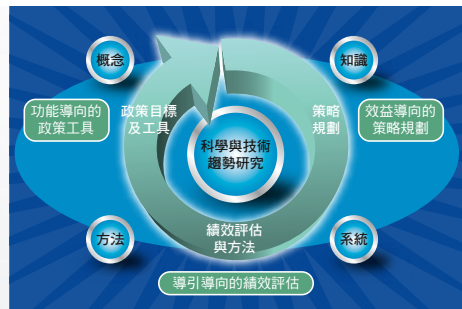 概念
知識
功能導向的
政策工具
政策目標
及工具
科學與技術
趨勢研究
策略
規劃
效益導向的
策略規劃
績效評估
與方法
方法
系統
導引導向的績效評估